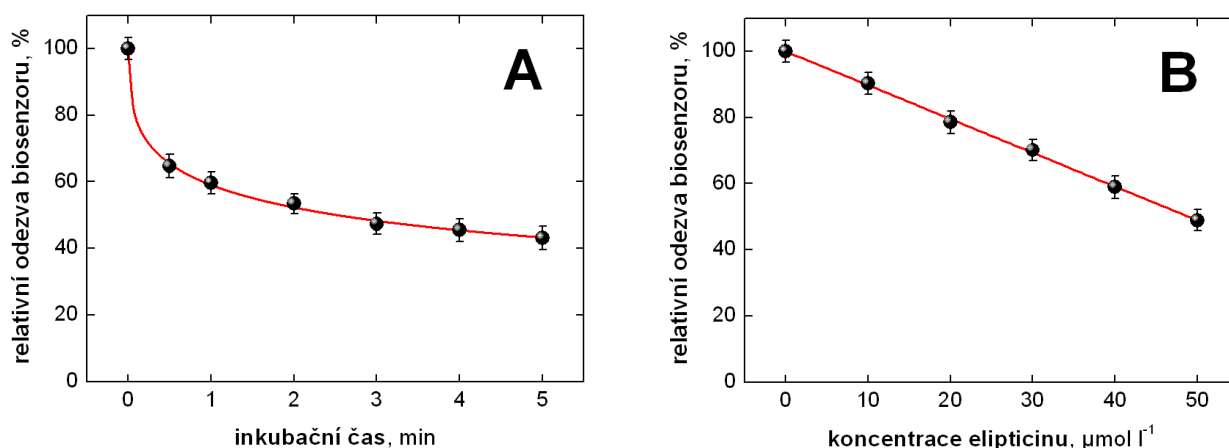 A
relativní odezva biosenzoru, %
100
80
60
40
20
0
0 1 2 3 4 5
inkubační čas, min
B
relativní odezva biosenzoru, %
100
80
60
40
20
0
0 10 20 30 40 50
koncentrace elipticinu, µmol l⁻¹